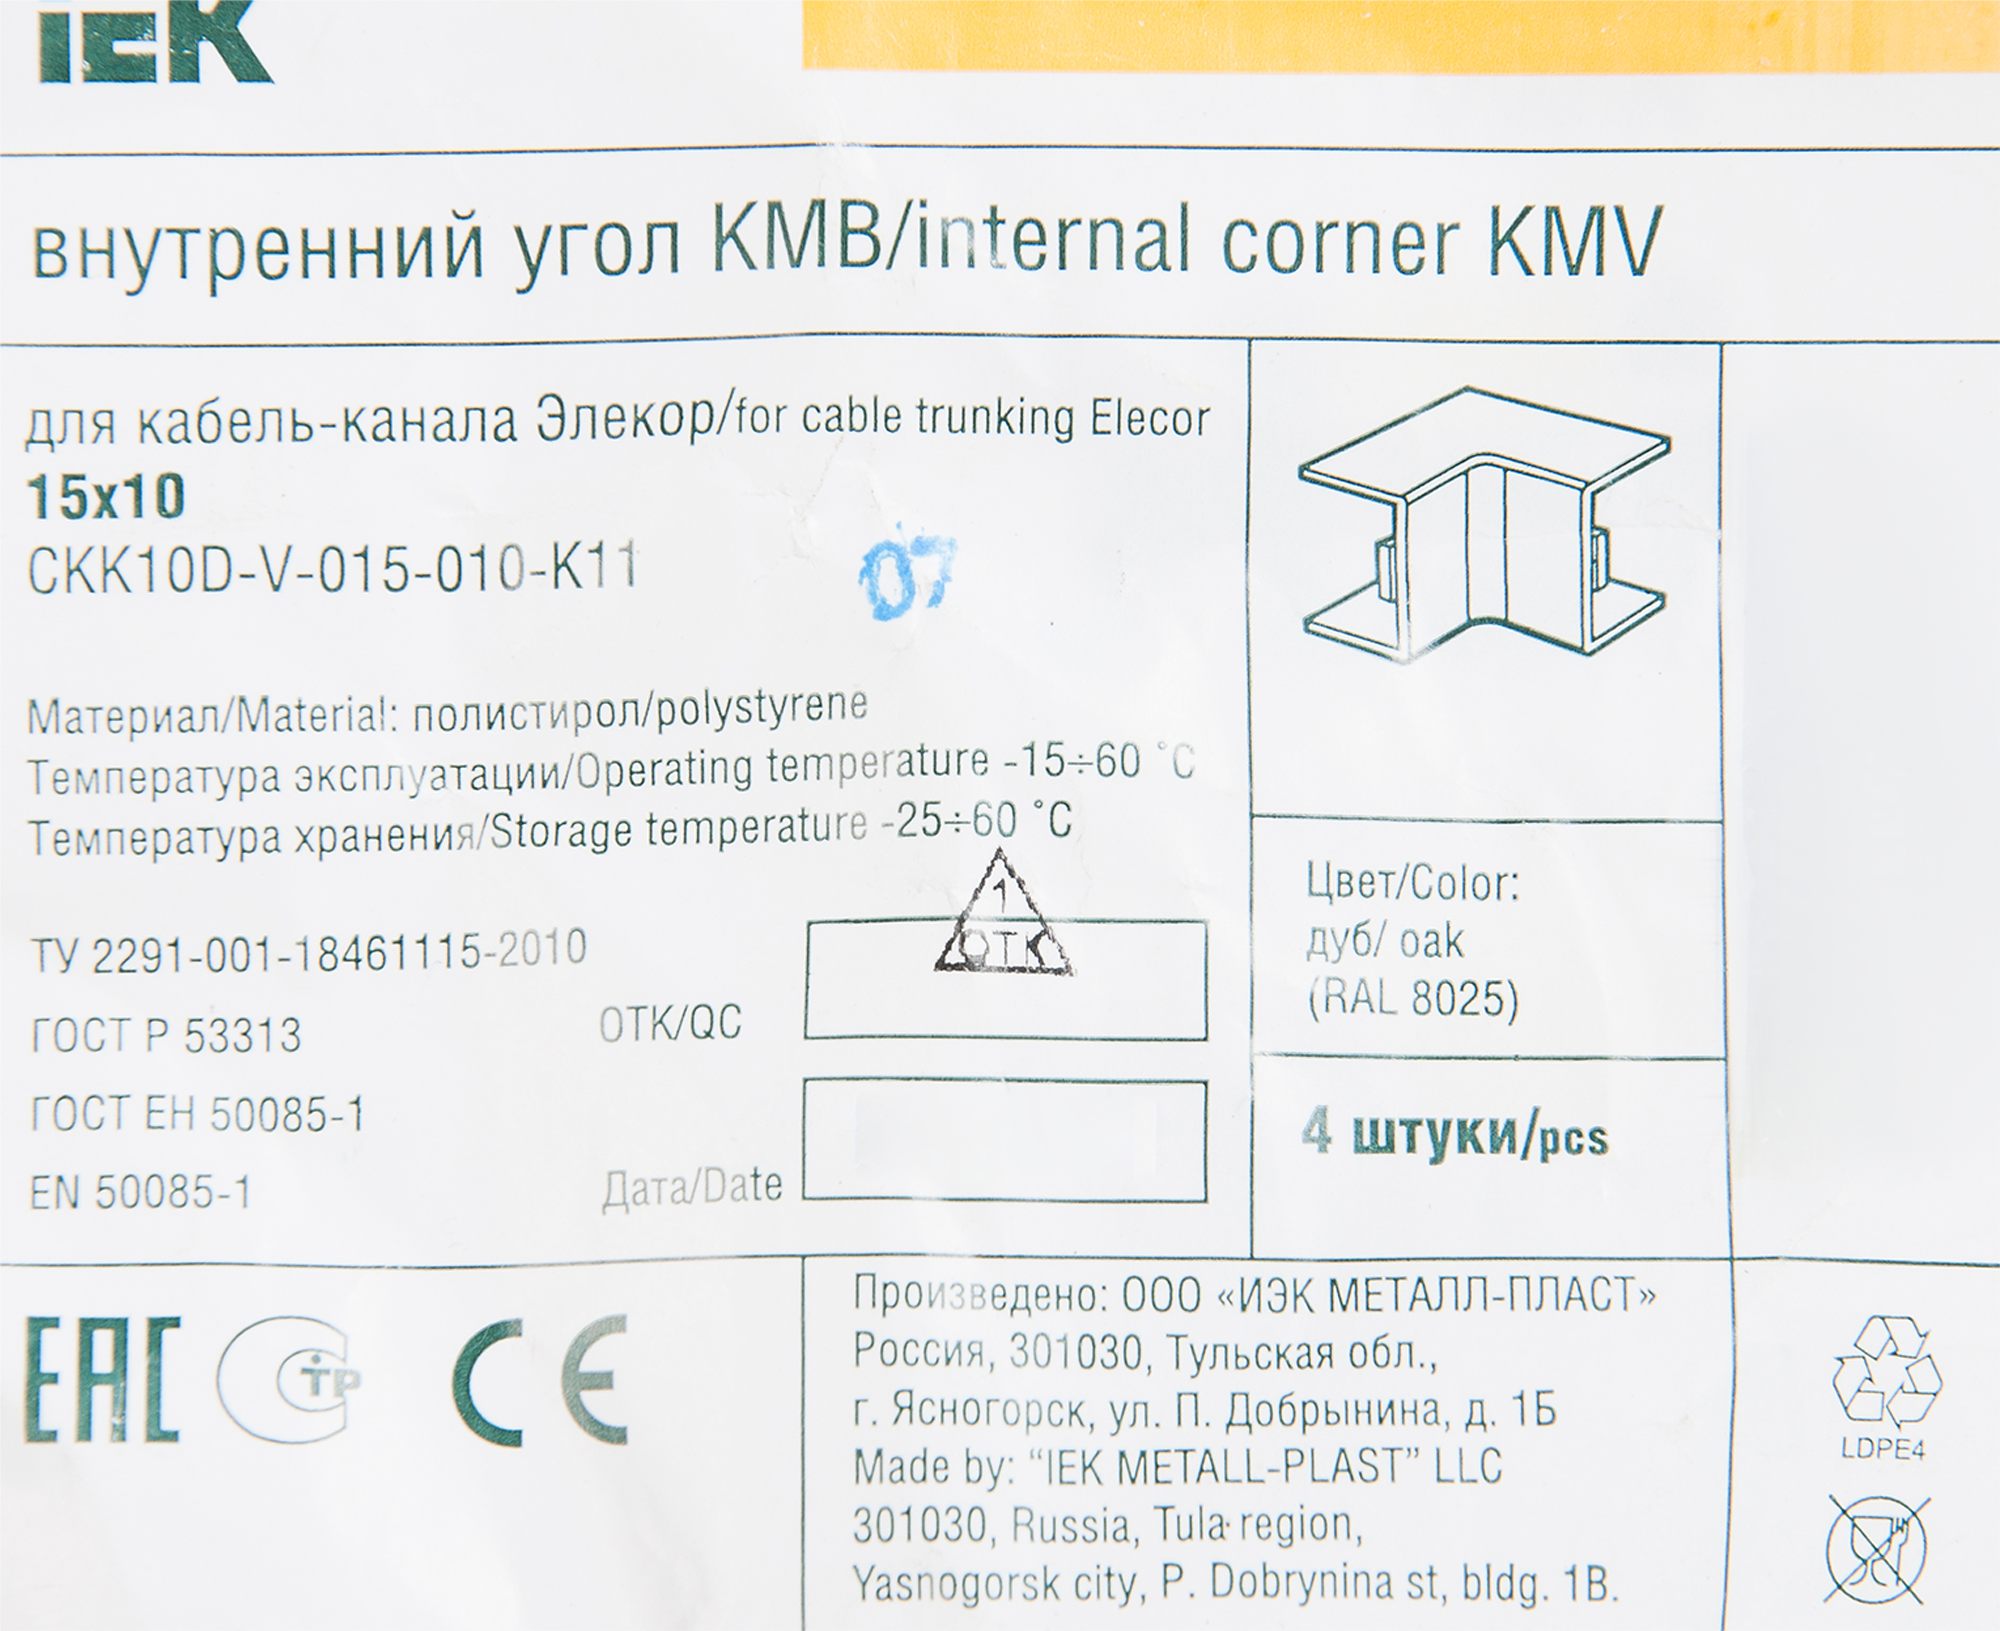 IEK
внутренний угол КМВ/internal corner KMV
для кабель-канала Элекор/for cable trunking Elecor
15x10
CKK10D-V-015-010-K11
07
Материал/Material: полистирол/polystyrene
Температура эксплуатации/Operating temperature -15÷60 °C
Температура хранения/Storage temperature -25÷60 °C
1
ОТК
ТУ 2291-001-18461115-2010
ГОСТ Р 53313
ОТК/QC
ГОСТ ЕН 50085-1
EN 50085-1
Дата/Date
Цвет/Color:
дуб/ oak
(RAL 8025)
4 штуки/pcs
EAC
СТР
CE
Произведено: ООО «ИЭК МЕТАЛЛ-ПЛАСТ»
Россия, 301030, Тульская обл.,
г. Ясногорск, ул. П. Добрынина, д. 1Б
Made by: “IEK METALL-PLAST” LLC
301030, Russia, Tula region,
Yasnogorsk city, P. Dobrynina st, bldg. 1B.
LDPE4